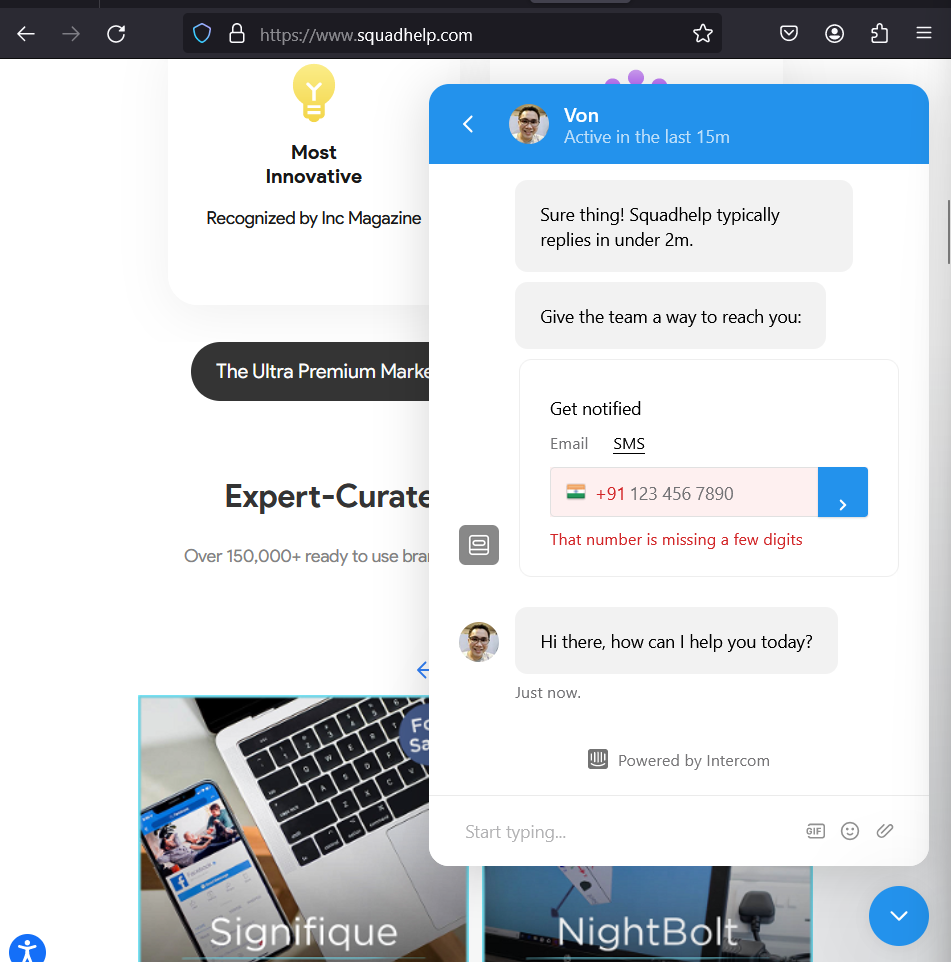 https://www.squadhelp.com
Most
Innovative
Recognized by Inc Magazine
The Ultra Premium Marke
Expert-Curate
Over 150,000+ ready to use bra
Von
Active in the last 15m
Sure thing! Squadhelp typically
replies in under 2m.
Give the team a way to reach you:
Get notified
Email SMS
+91 123 456 7890
That number is missing a few digits
Hi there, how can I help you today?
Just now.
Powered by Intercom
Start typing...
GIF
Fo
Sa
Signifique
NightBolt